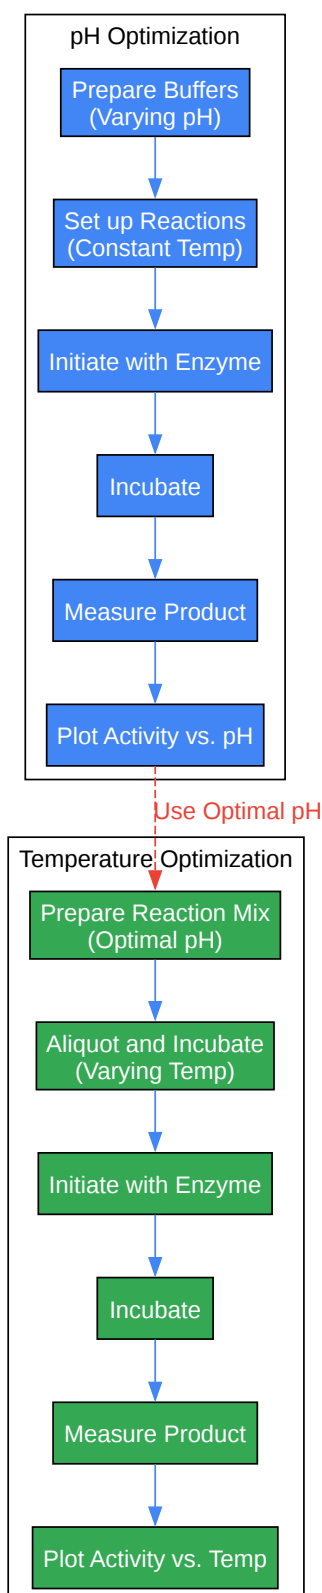 pH Optimization
Prepare Buffers
(Varying pH)
Set up Reactions
(Constant Temp)
Initiate with Enzyme
Incubate
Measure Product
Plot Activity vs. pH
Use Optimal pH
Temperature Optimization
Prepare Reaction Mix
(Optimal pH)
Aliquot and Incubate
(Varying Temp)
Initiate with Enzyme
Incubate
Measure Product
Plot Activity vs. Temp